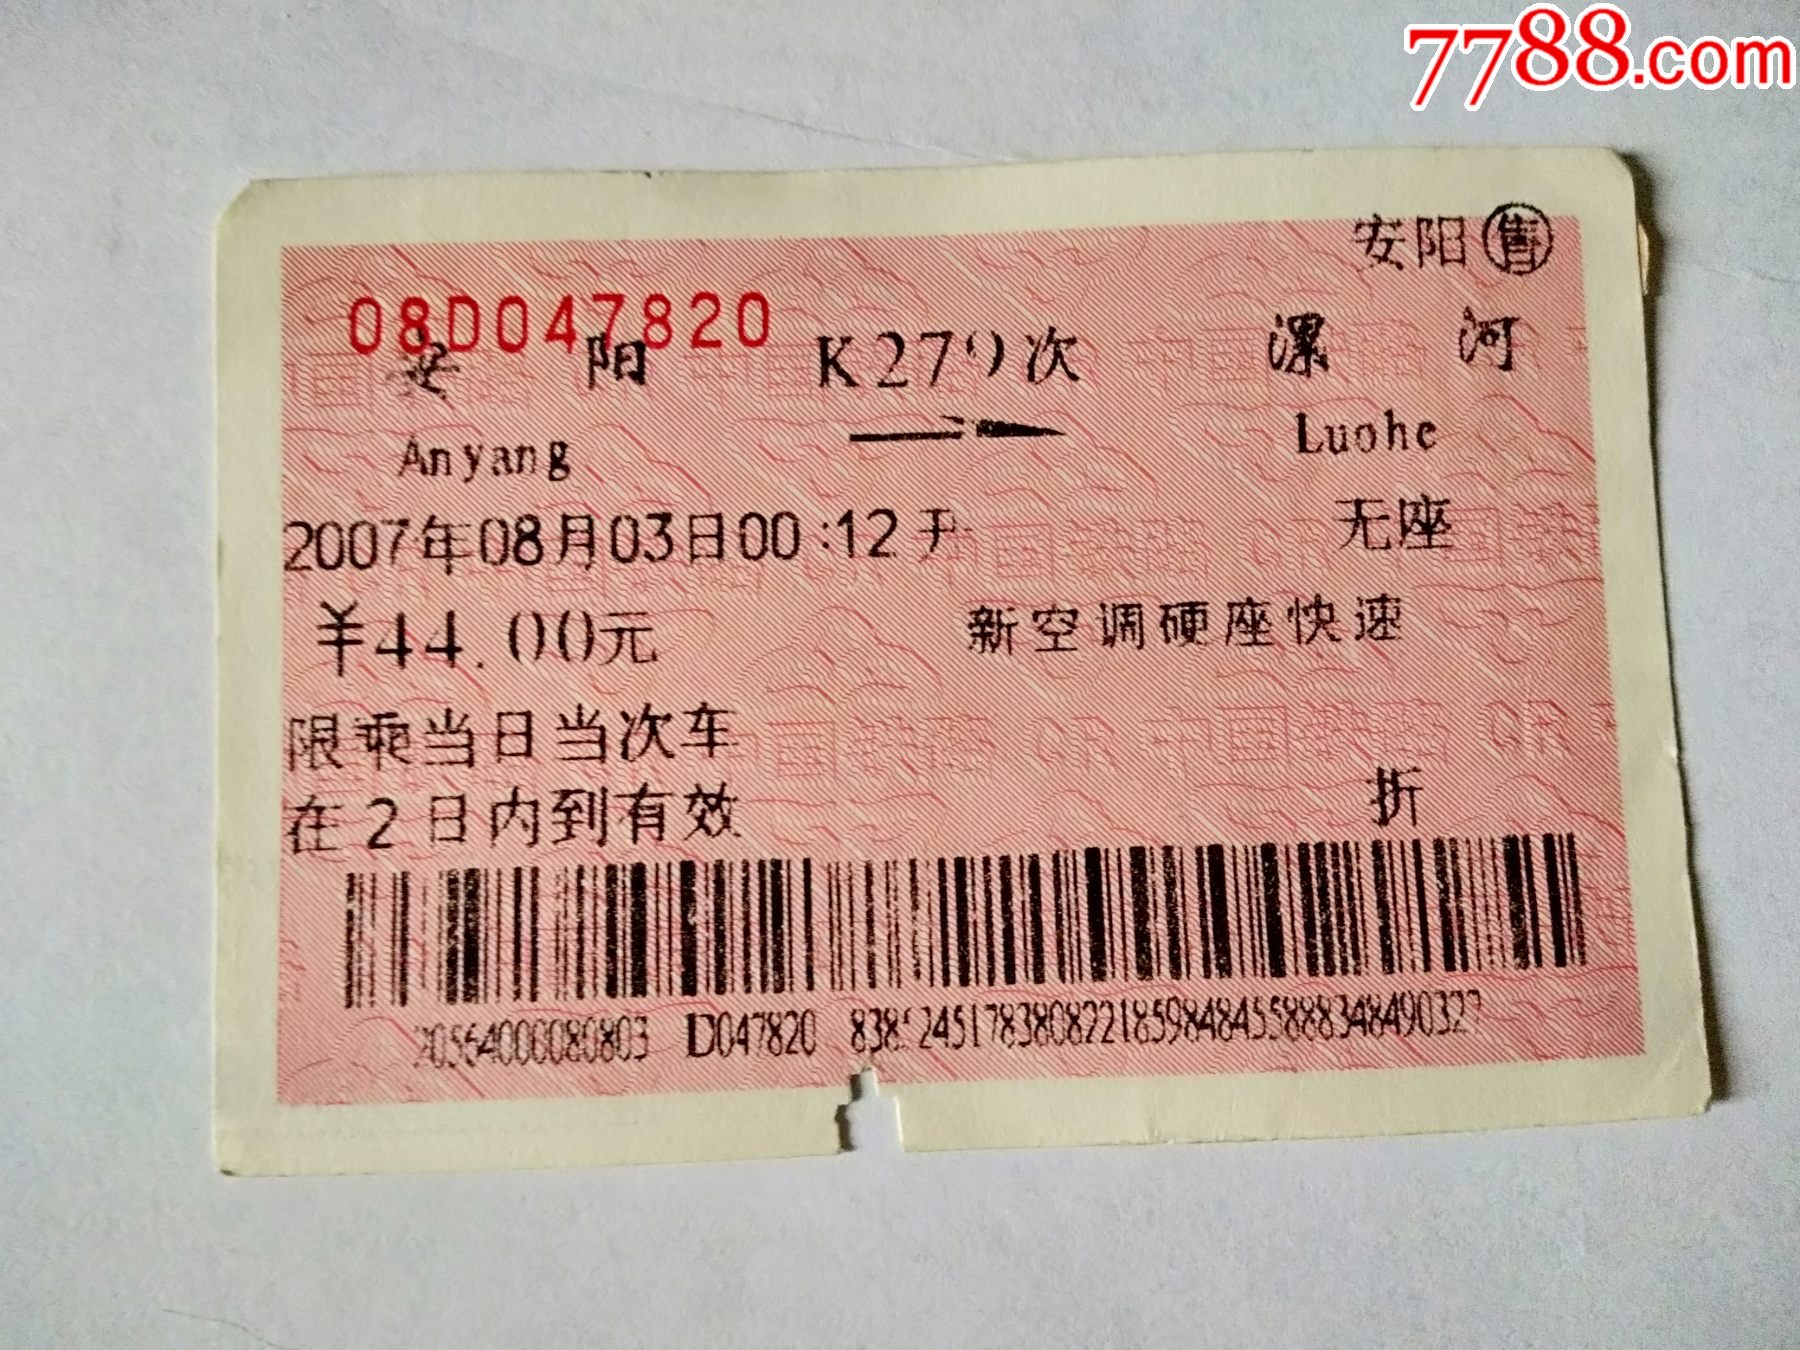 7788.com
安阳售
08D047820
安阳 K279次 漯河
Anyang Luohe
2007年08月03日00:12开 无座
¥44.00元 新空调硬座快速
限乘当日当次车
在2日内到有效 折
20564000080803 D047820